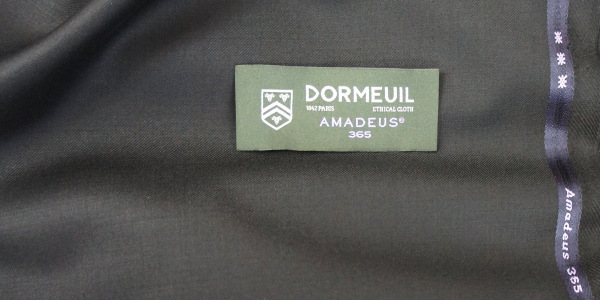 DORMEUIL
1842 PARIS ETHICAL CLOTH
AMADEUS®
365
***
Amadeus 365